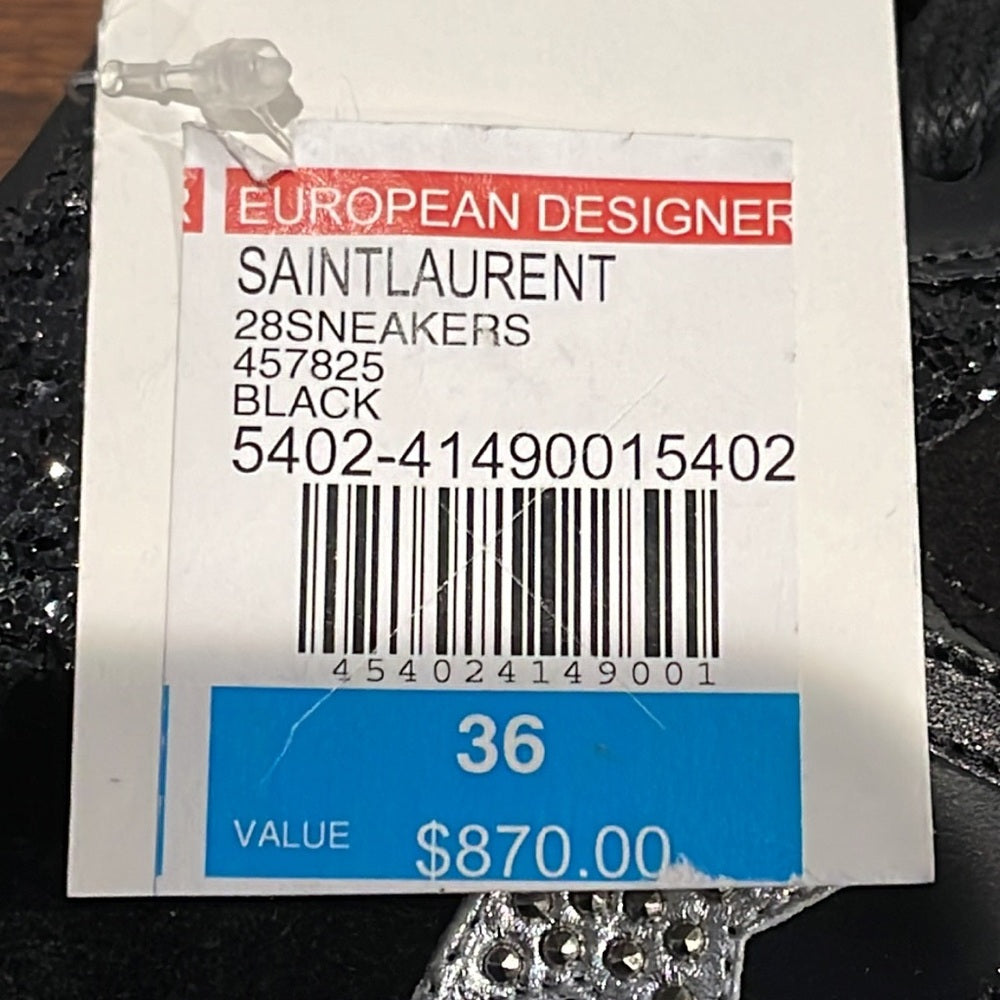 R EUROPEAN DESIGNER
SAINTLAURENT
28SNEAKERS
457825
BLACK
5402-41490015402
454024149001
36
VALUE $870.00